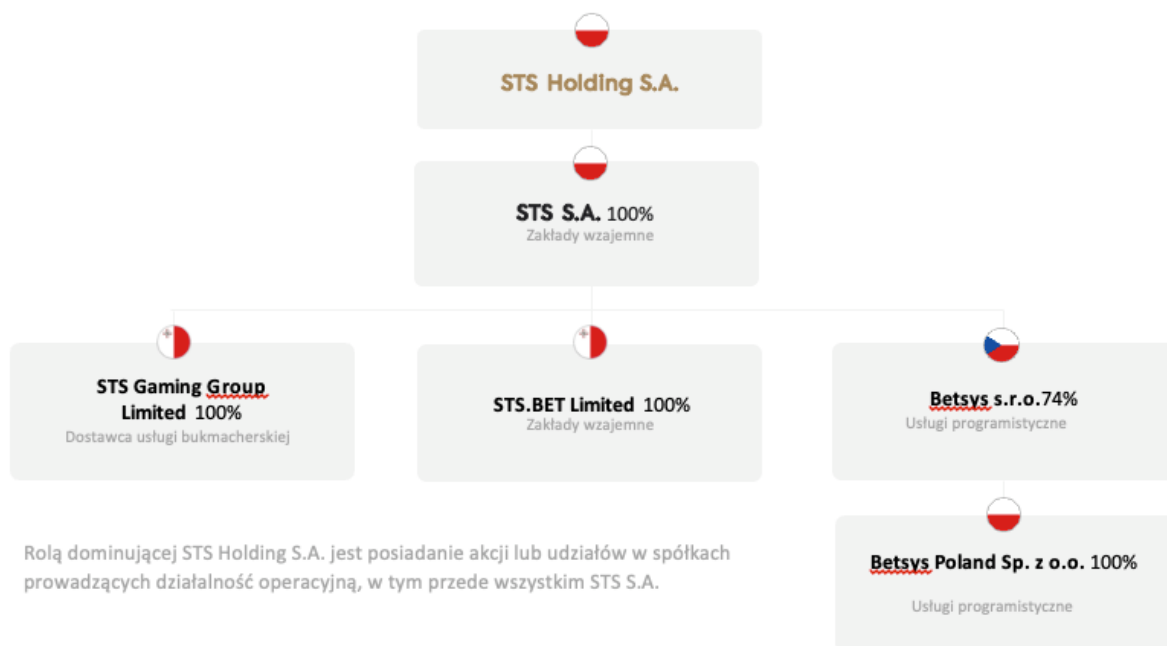 STS Holding S.A.
STS S.A. 100%
Zakłady wzajemne
STS Gaming Group
Limited 100%
Dostawca usługi bukmacherskiej
STS.BET Limited 100%
Zakłady wzajemne
Betsys s.r.o.74%
Usługi programistyczne
Betsys Poland Sp. z o.o. 100%
Usługi programistyczne
Rolą dominującej STS Holding S.A. jest posiadanie akcji lub udziałów w spółkach
prowadzących działalność operacyjną, w tym przede wszystkim STS S.A.